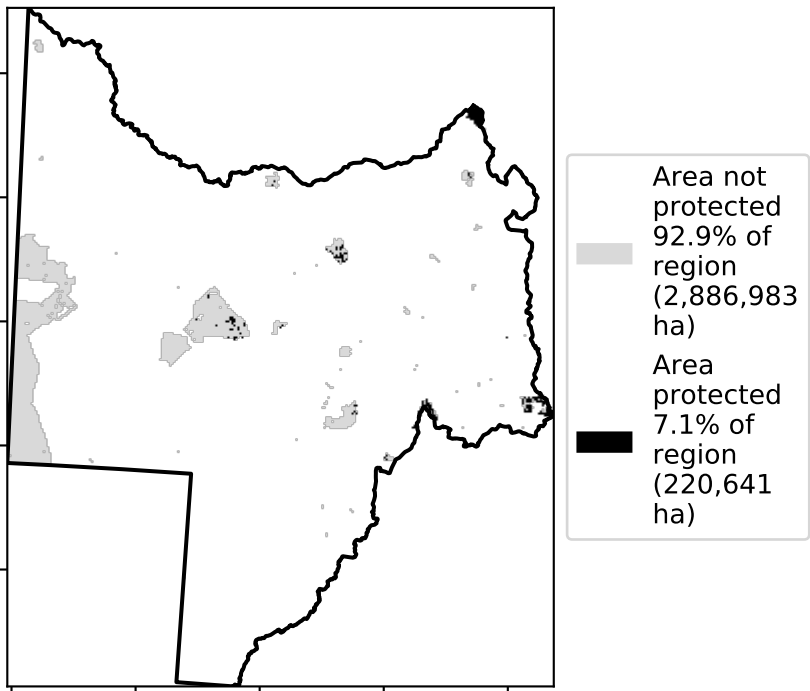 Area not
protected
92.9% of
region
(2,886,983
ha)
Area
protected
7.1% of
region
(220,641
ha)